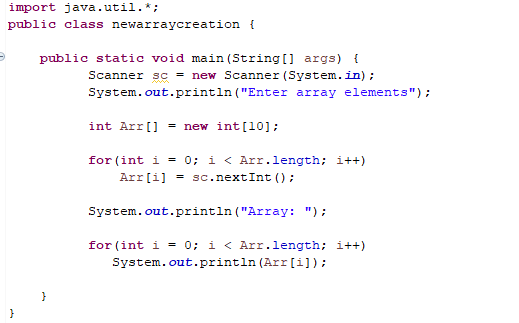 import java.util.*;
public class newarraycreation {
public static void main(String[] args) {
Scanner sc = new Scanner(System.in);
System.out.println("Enter array elements");
int Arr[] = new int[10];
for(int i = 0; i < Arr.length; i++)
Arr[i] = sc.nextInt();
System.out.println("Array: ");
for(int i = 0; i < Arr.length; i++)
System.out.println(Arr[i]);
}
}